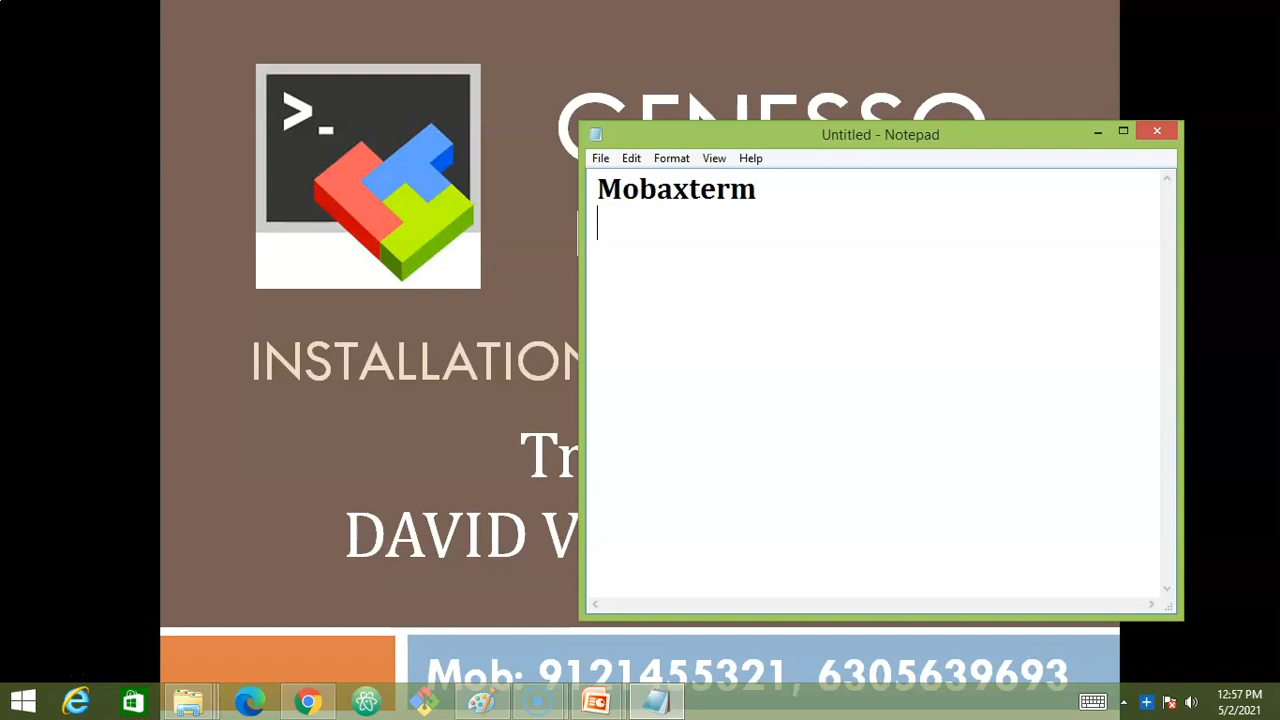 >_
GENESSO
Untitled - Notepad
File Edit Format View Help
Mobaxterm
INSTALLATION
DAVID V
Mob: 9121455321, 6305639693
12:57 PM
5/2/2021